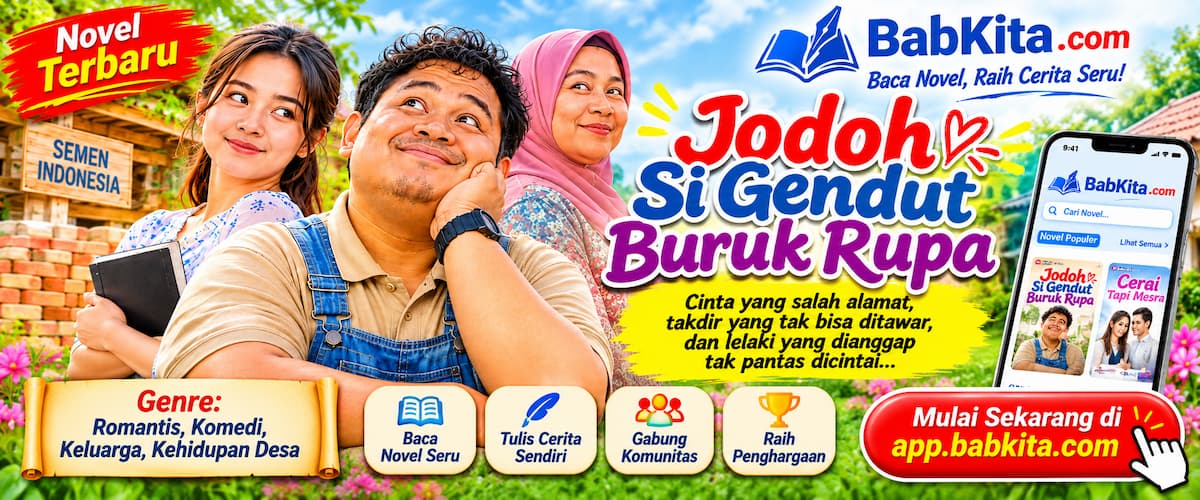 Novel
Terbaru
SEMEN
INDONESIA
BabKita.com
Baca Novel, Raih Cerita Seru!
Jodoh
Si Gendut
Buruk Rupa
Cinta yang salah alamat,
takdir yang tak bisa ditawar,
dan lelaki yang dianggap
tak pantas dicintai...
9:41
BabKita.com
Cari Novel...
Novel Populer
Lihat Semua >
Jodoh
Si Gendut
Buruk Rupa
Cerai
Tapi Mesra
Genre:
Romantis, Komedi,
Keluarga, Kehidupan Desa
Baca
Novel Seru
Tulis Cerita
Sendiri
Gabung
Komunitas
Raih
Penghargaan
Mulai Sekarang di
app.babkita.com